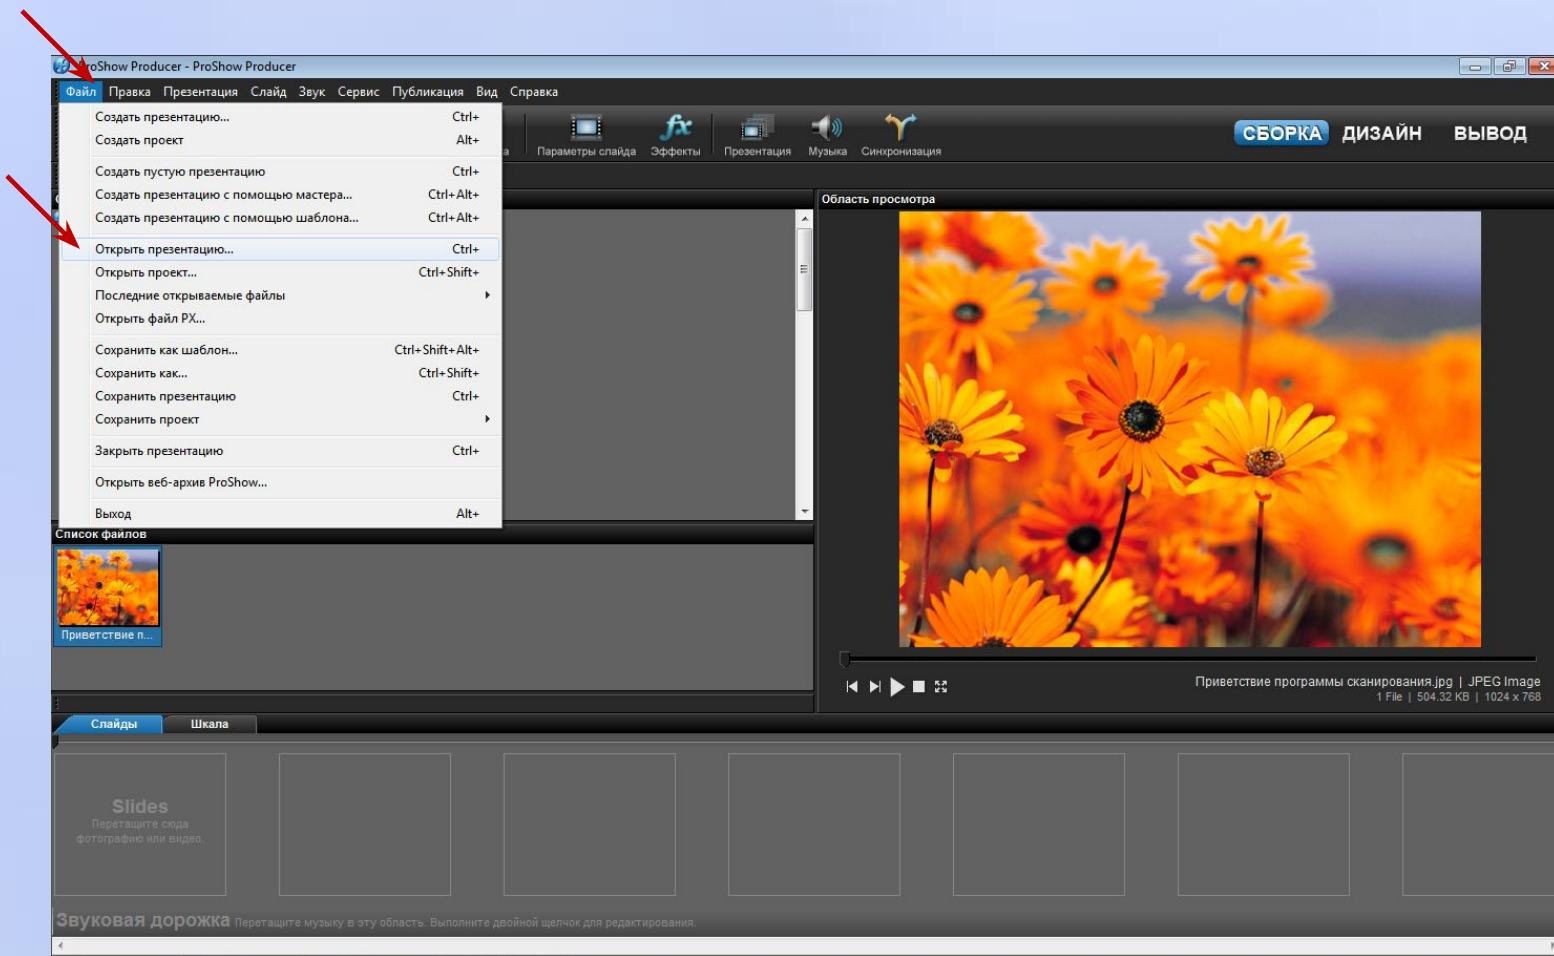 ProShow Producer - ProShow Producer
Файл Правка Презентация Слайд Звук Сервис Публикация Вид Справка
Создать презентацию... Ctrl+
Создать проект Alt+
Создать пустую презентацию Ctrl+
Создать презентацию с помощью мастера... Ctrl+Alt+
Создать презентацию с помощью шаблона... Ctrl+Alt+
Открыть презентацию... Ctrl+
Открыть проект... Ctrl+Shift+
Последние открываемые файлы
Открыть файл PX...
Сохранить как шаблон... Ctrl+Shift+Alt+
Сохранить как... Ctrl+Shift+
Сохранить презентацию Ctrl+
Сохранить проект
Закрыть презентацию Ctrl+
Открыть веб-архив ProShow...
Выход Alt+
Параметры слайда fx Эффекты Презентация Музыка Синхронизация
СБОРКА ДИЗАЙН ВЫВОД
Область просмотра
Список файлов
Приветствие п...
Приветствие программы сканирования.jpg | JPEG Image
1 File | 504.32 KB | 1024 x 768
Слайды Шкала
Slides
Перетащите сюда
фотографию или видео.
Звуковая дорожка Перетащите музыку в эту область. Выполните двойной щелчок для редактирования.